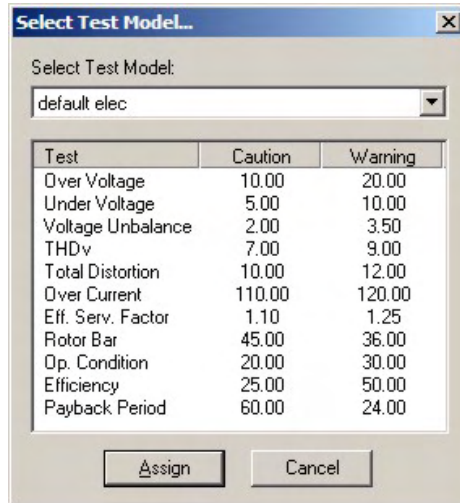 Select Test Model...
Select Test Model:
default elec
Test Caution Warning
Over Voltage 10.00 20.00
Under Voltage 5.00 10.00
Voltage Unbalance 2.00 3.50
THDv 7.00 9.00
Total Distortion 10.00 12.00
Over Current 110.00 120.00
Eff. Serv. Factor 1.10 1.25
Rotor Bar 45.00 36.00
Op. Condition 20.00 30.00
Efficiency 25.00 50.00
Payback Period 60.00 24.00
Assign Cancel